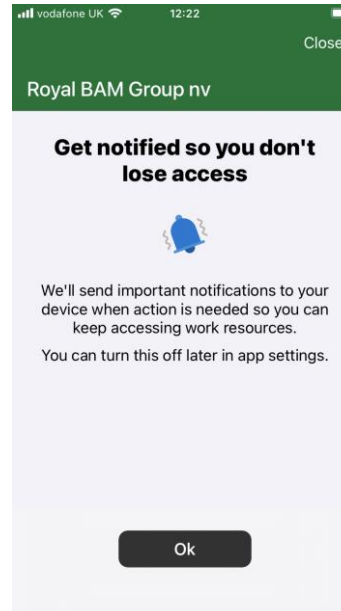 vodafone UK 12:22
Close
Royal BAM Group nv
Get notified so you don't
lose access
We'll send important notifications to your
device when action is needed so you can
keep accessing work resources.
You can turn this off later in app settings.
Ok